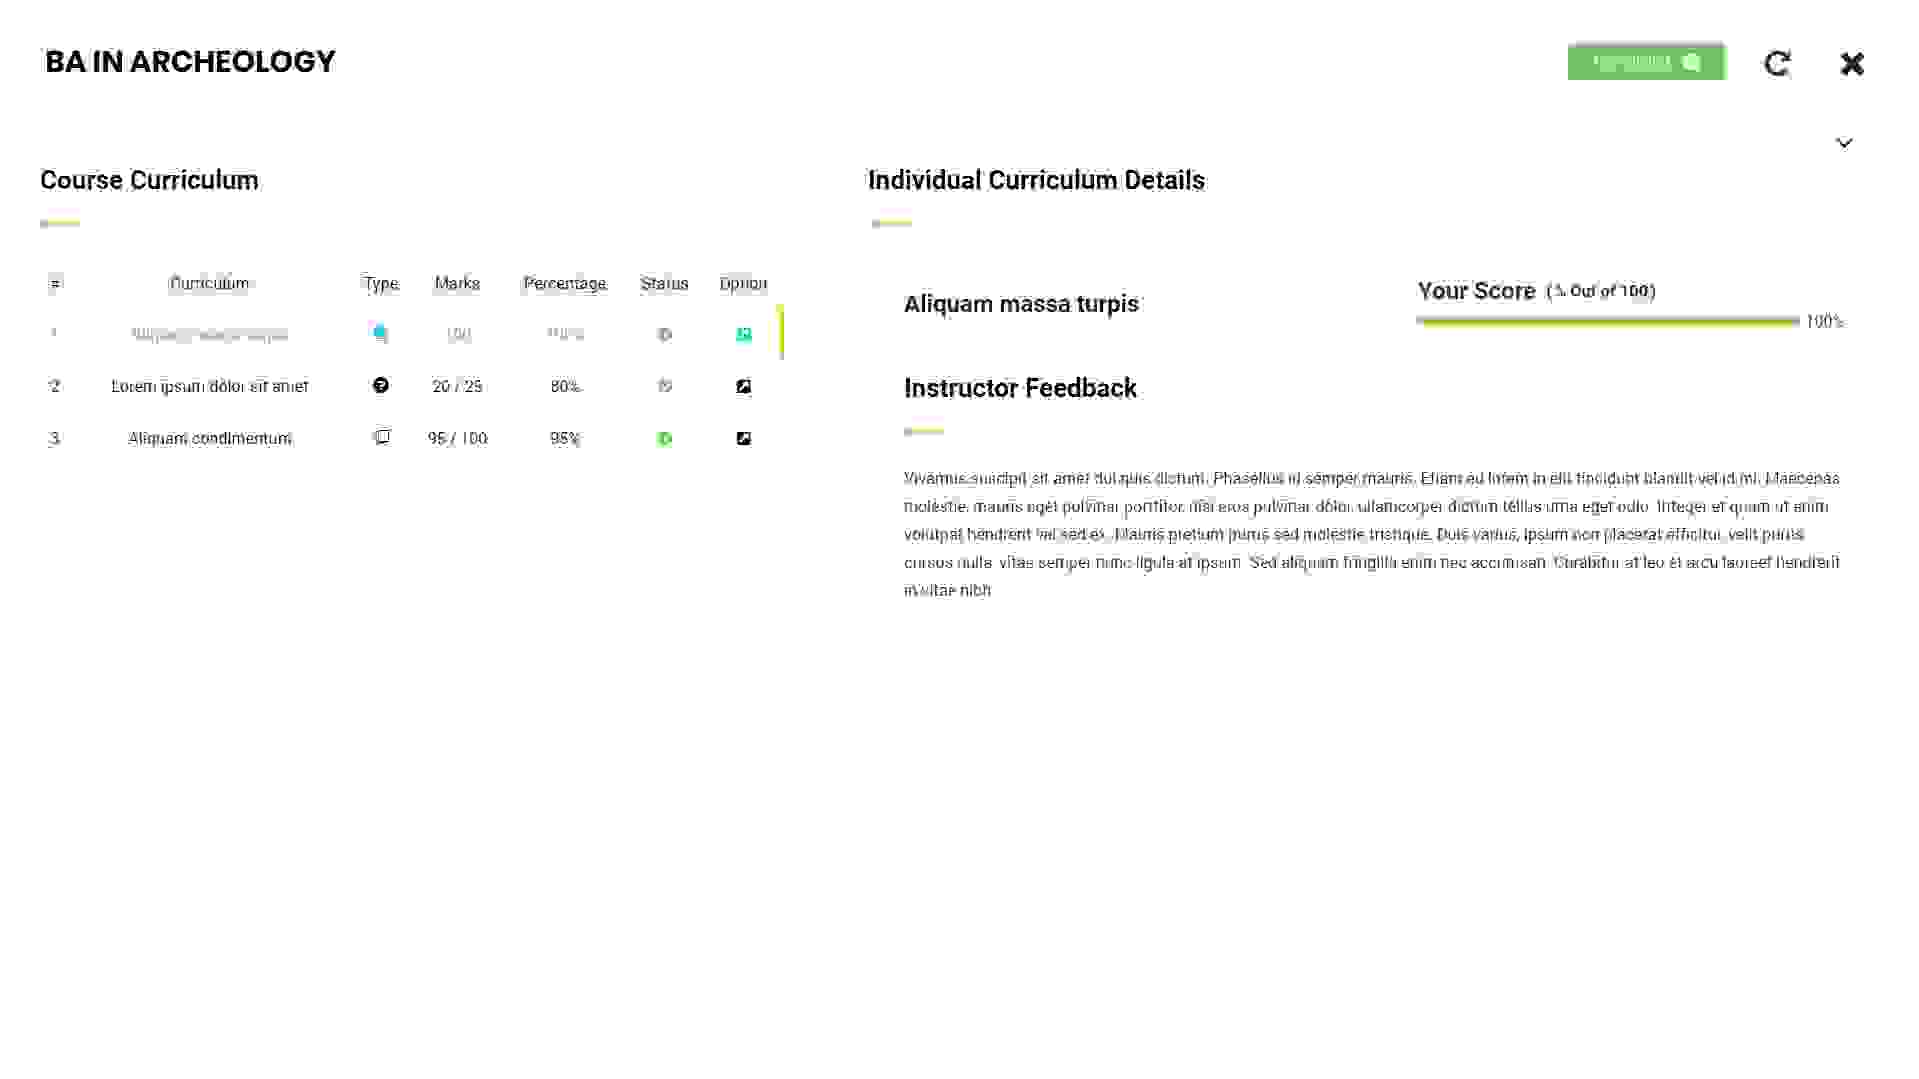 BA IN ARCHEOLOGY
Course Curriculum
# Curriculum Type Marks Percentage Status Option
1 100
2 Lorem ipsum dolor sit amet 20 / 25 80%
3 Aliquam condimentum 95 / 100 95%
Individual Curriculum Details
Aliquam massa turpis
Your Score ( Out of 100)
100%
Instructor Feedback
Vivamus suscipit sit amet dui quis dictum. Phasellus id semper mauris. Etiam eu lorem in elit tincidunt blandit vel id mi. Maecenas
molestie, mauris eget pulvinar porttitor, nisi eros pulvinar dolor, ullamcorper dictum tellus urna eget odio. Integer et quam ut enim
volutpat hendrerit vel sed ex. Mauris pretium purus sed molestie tristique. Duis varius, ipsum non placerat efficitur, velit purus
cursus nulla, vitae semper nunc ligula at ipsum. Sed aliquam fringilla enim nec accumsan. Curabitur at leo et arcu laoreet hendrerit
in vitae nibh